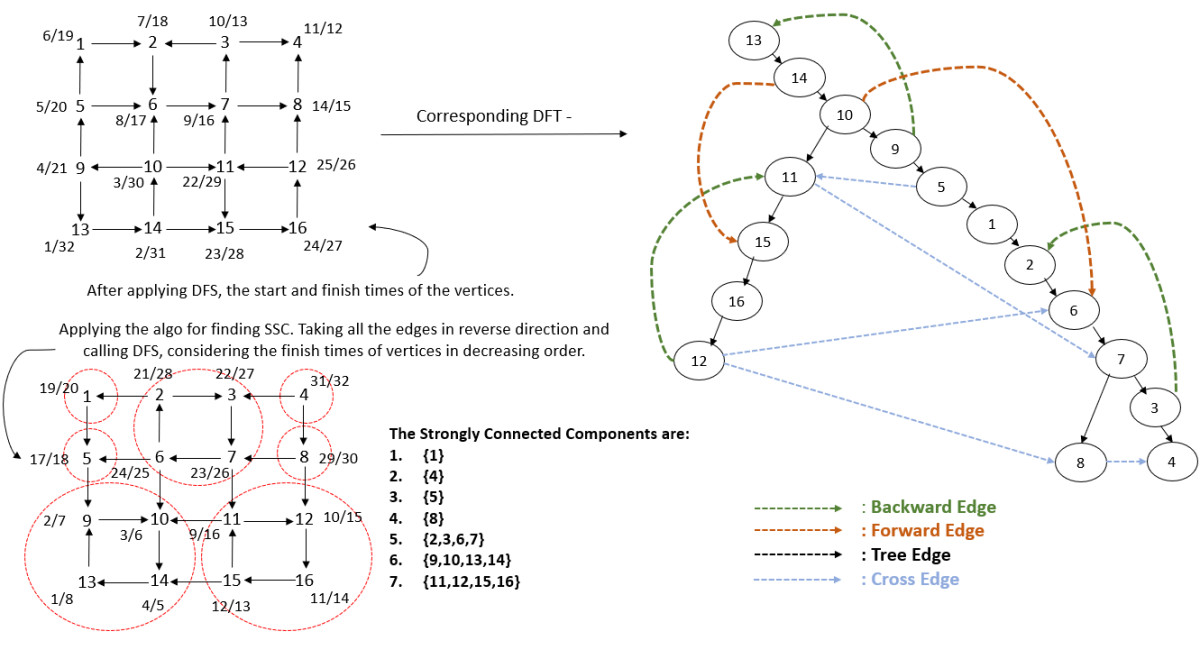 7/18 10/13 11/12
6/19 1 2 3 4
5/20 5 6 7 8 14/15
8/17 9/16
4/21 9 10 11 12 25/26
3/30 22/29
13 14 15 16
1/32 2/31 23/28 24/27
After applying DFS, the start and finish times of the vertices.
Corresponding DFT -
Applying the algo for finding SSC. Taking all the edges in reverse direction and
calling DFS, considering the finish times of vertices in decreasing order.
21/28 22/27 31/32
19/20 1 2 3 4
17/18 5 6 7 8 29/30
24/25 23/26
2/7 9 10 11 12 10/15
3/6 9/16
13 14 15 16
1/8 4/5 12/13 11/14
The Strongly Connected Components are:
1. {1}
2. {4}
3. {5}
4. {8}
5. {2,3,6,7}
6. {9,10,13,14}
7. {11,12,15,16}
13
14
10
9
11
5
1
15
2
16
6
12
7
3
8
4
: Backward Edge
: Forward Edge
: Tree Edge
: Cross Edge